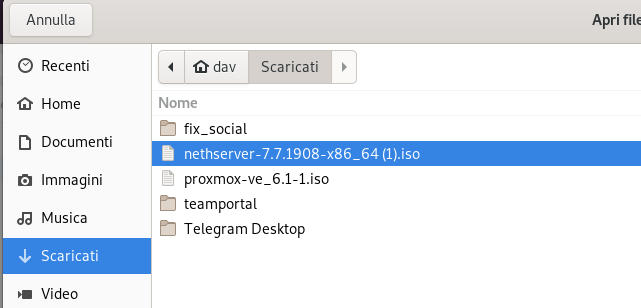 Annulla
Apri file
Recenti
Home
Documenti
Immagini
Musica
Scaricati
Video
dav
Scaricati
Nome
fix_social
nethserver-7.7.1908-x86_64 (1).iso
proxmox-ve_6.1-1.iso
teamportal
Telegram Desktop